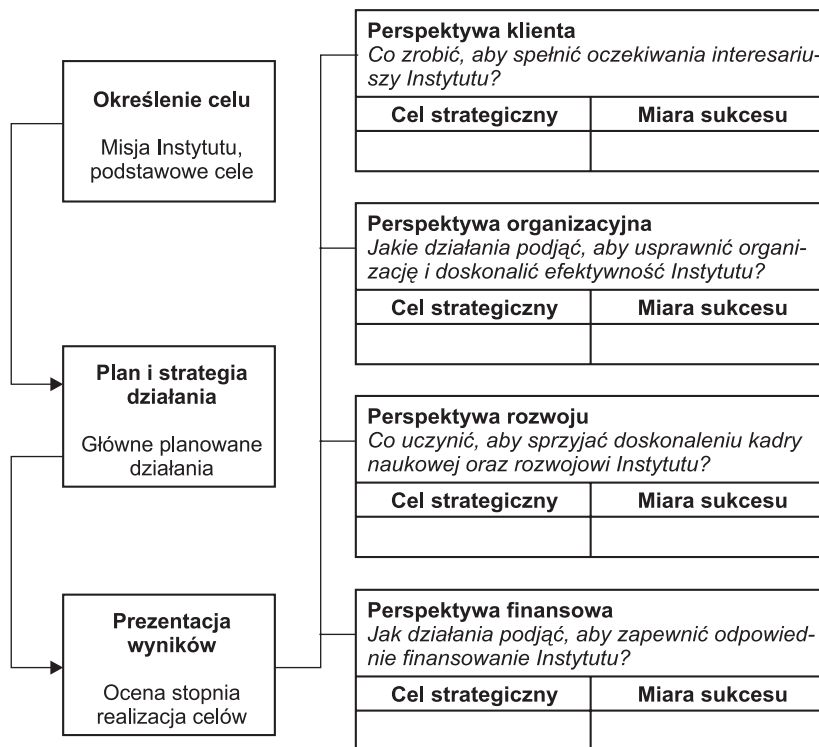 Określenie celu
Misja Instytutu,
podstawowe cele
Plan i strategia
działania
Główne planowane
działania
Prezentacja
wyników
Ocena stopnia
realizacja celów
Perspektywa klienta
Co zrobić, aby spełnić oczekiwania interesariu-
szy Instytutu?
Cel strategiczny Miara sukcesu
Perspektywa organizacyjna
Jakie działania podjąć, aby usprawnić organi-
zację i doskonalić efektywność Instytutu?
Cel strategiczny Miara sukcesu
Perspektywa rozwoju
Co uczynić, aby sprzyjać doskonaleniu kadry
naukowej oraz rozwojowi Instytutu?
Cel strategiczny Miara sukcesu
Perspektywa finansowa
Jak działania podjąć, aby zapewnić odpowied-
nie finansowanie Instytutu?
Cel strategiczny Miara sukcesu